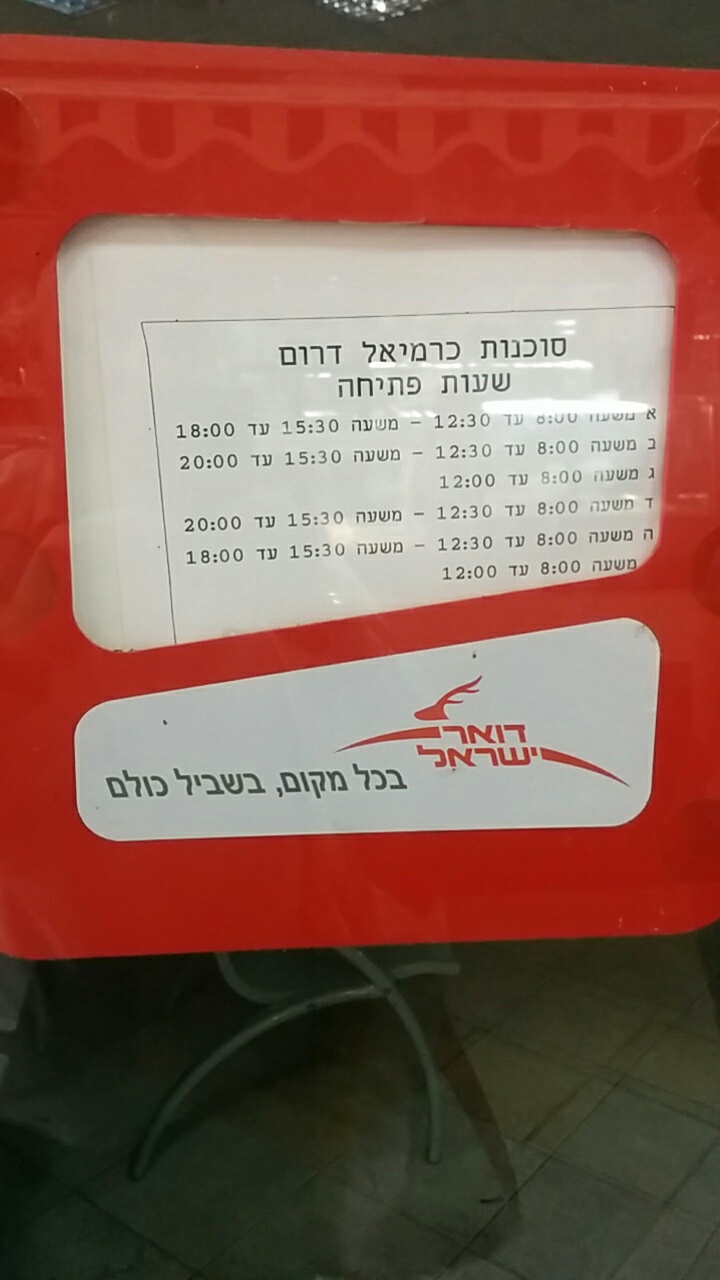 סוכנות כרמיאל דרום
שעות פתיחה
א משעה 8:00 עד 12:30 - משעה 15:30 עד 18:00
ב משעה 8:00 עד 12:30 - משעה 15:30 עד 20:00
ג משעה 8:00 עד 12:00
ד משעה 8:00 עד 12:30 - משעה 15:30 עד 20:00
ה משעה 8:00 עד 12:30 - משעה 15:30 עד 18:00
משעה 8:00 עד 12:00
דואר
ישראל
בכל מקום, בשביל כולם